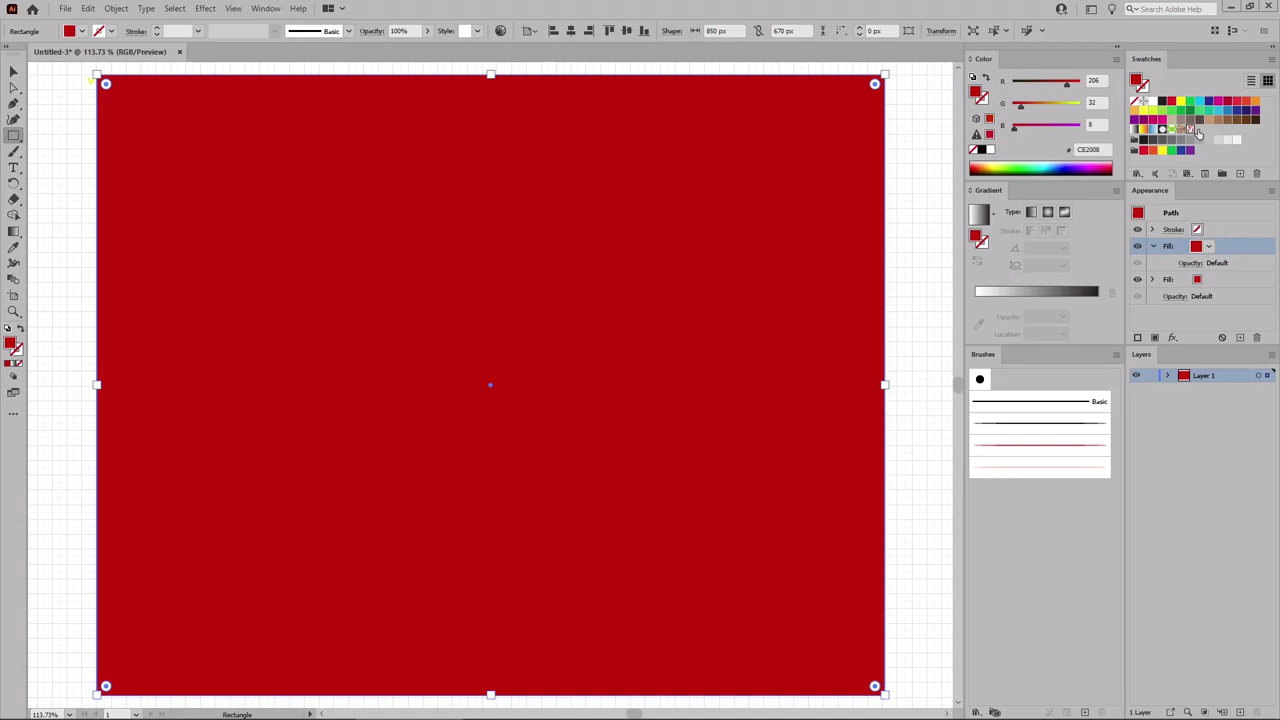 File Edit Object Type Select Effect View Window Help
Search Adobe Help
Rectangle Stroke: Basic Opacity: 100% Style: Shape: 850 px 670 px 0 px Transform
Untitled-3* @ 113.73 % (RGB/Preview) ×
Color
R 206
G 32
B 8
# CE2008
Swatches
Gradient
Type:
Stroke:
Opacity:
Location:
Appearance
Path
Stroke:
Fill:
Opacity: Default
Fill:
Opacity: Default
Brushes
Basic
Layers
Layer 1
1 Layer
113.73% 1 Rectangle